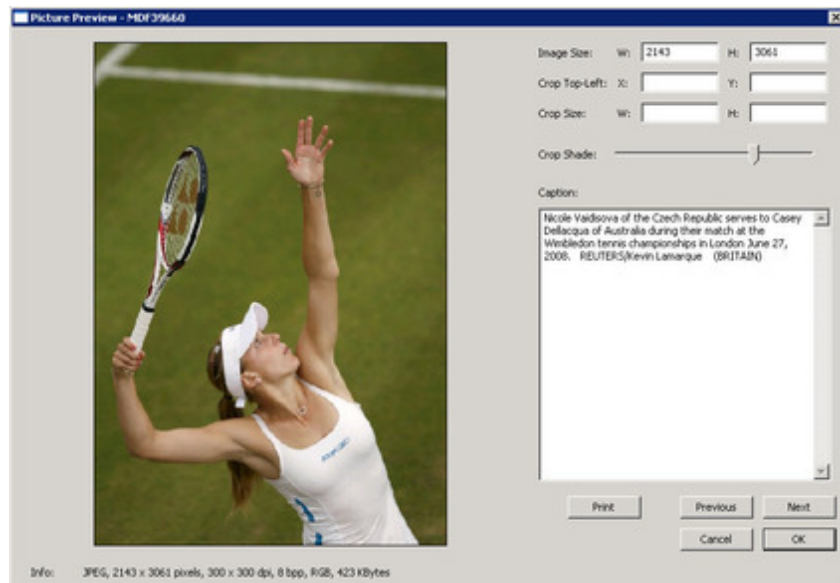 Picture Preview - MDF39660
Image Size: W: 2143 H: 3061
Crop Top-Left: X: Y:
Crop Size: W: H:
Crop Shade:
Caption:
Nicole Vaidisova of the Czech Republic serves to Casey
Dellacqua of Australia during their match at the
Wimbledon tennis championships in London June 27,
2008. REUTERS/Kevin Lamarque (BRITAIN)
Print Previous Next
Cancel OK
Info: JPEG, 2143 x 3061 pixels, 300 x 300 dpi, 8 bpp, RGB, 423 KBytes